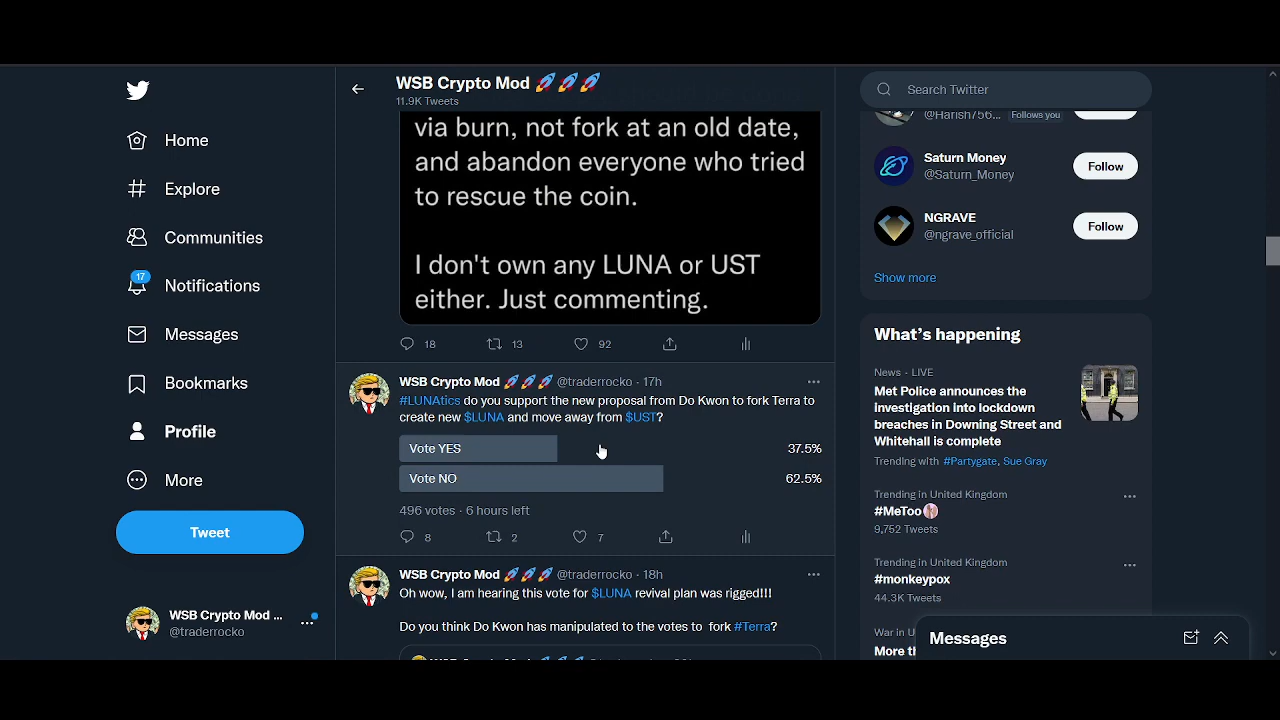 WSB Crypto Mod 🚀🚀🚀
11.9K Tweets
Home
Explore
Communities
17
Notifications
Messages
Bookmarks
Profile
More
Tweet
WSB Crypto Mod ...
@traderrocko
via burn, not fork at an old date,
and abandon everyone who tried
to rescue the coin.
I don't own any LUNA or UST
either. Just commenting.
18
13
92
WSB Crypto Mod 🚀🚀🚀 @traderrocko · 17h
#LUNAtics do you support the new proposal from Do Kwon to fork Terra to
create new $LUNA and move away from $UST?
Vote YES 37.5%
Vote NO 62.5%
496 votes · 6 hours left
8
2
7
WSB Crypto Mod 🚀🚀🚀 @traderrocko · 18h
Oh wow, I am hearing this vote for $LUNA revival plan was rigged!!!
Do you think Do Kwon has manipulated to the votes to fork #Terra?
Search Twitter
@Harish756... Follows you
Saturn Money
@Saturn_Money
Follow
NGRAVE
@ngrave_official
Follow
Show more
What's happening
News · LIVE
Met Police announces the
investigation into lockdown
breaches in Downing Street and
Whitehall is complete
Trending with #Partygate, Sue Gray
Trending in United Kingdom
#MeToo
9,752 Tweets
Trending in United Kingdom
#monkeypox
44.3K Tweets
War in U
More th
Messages